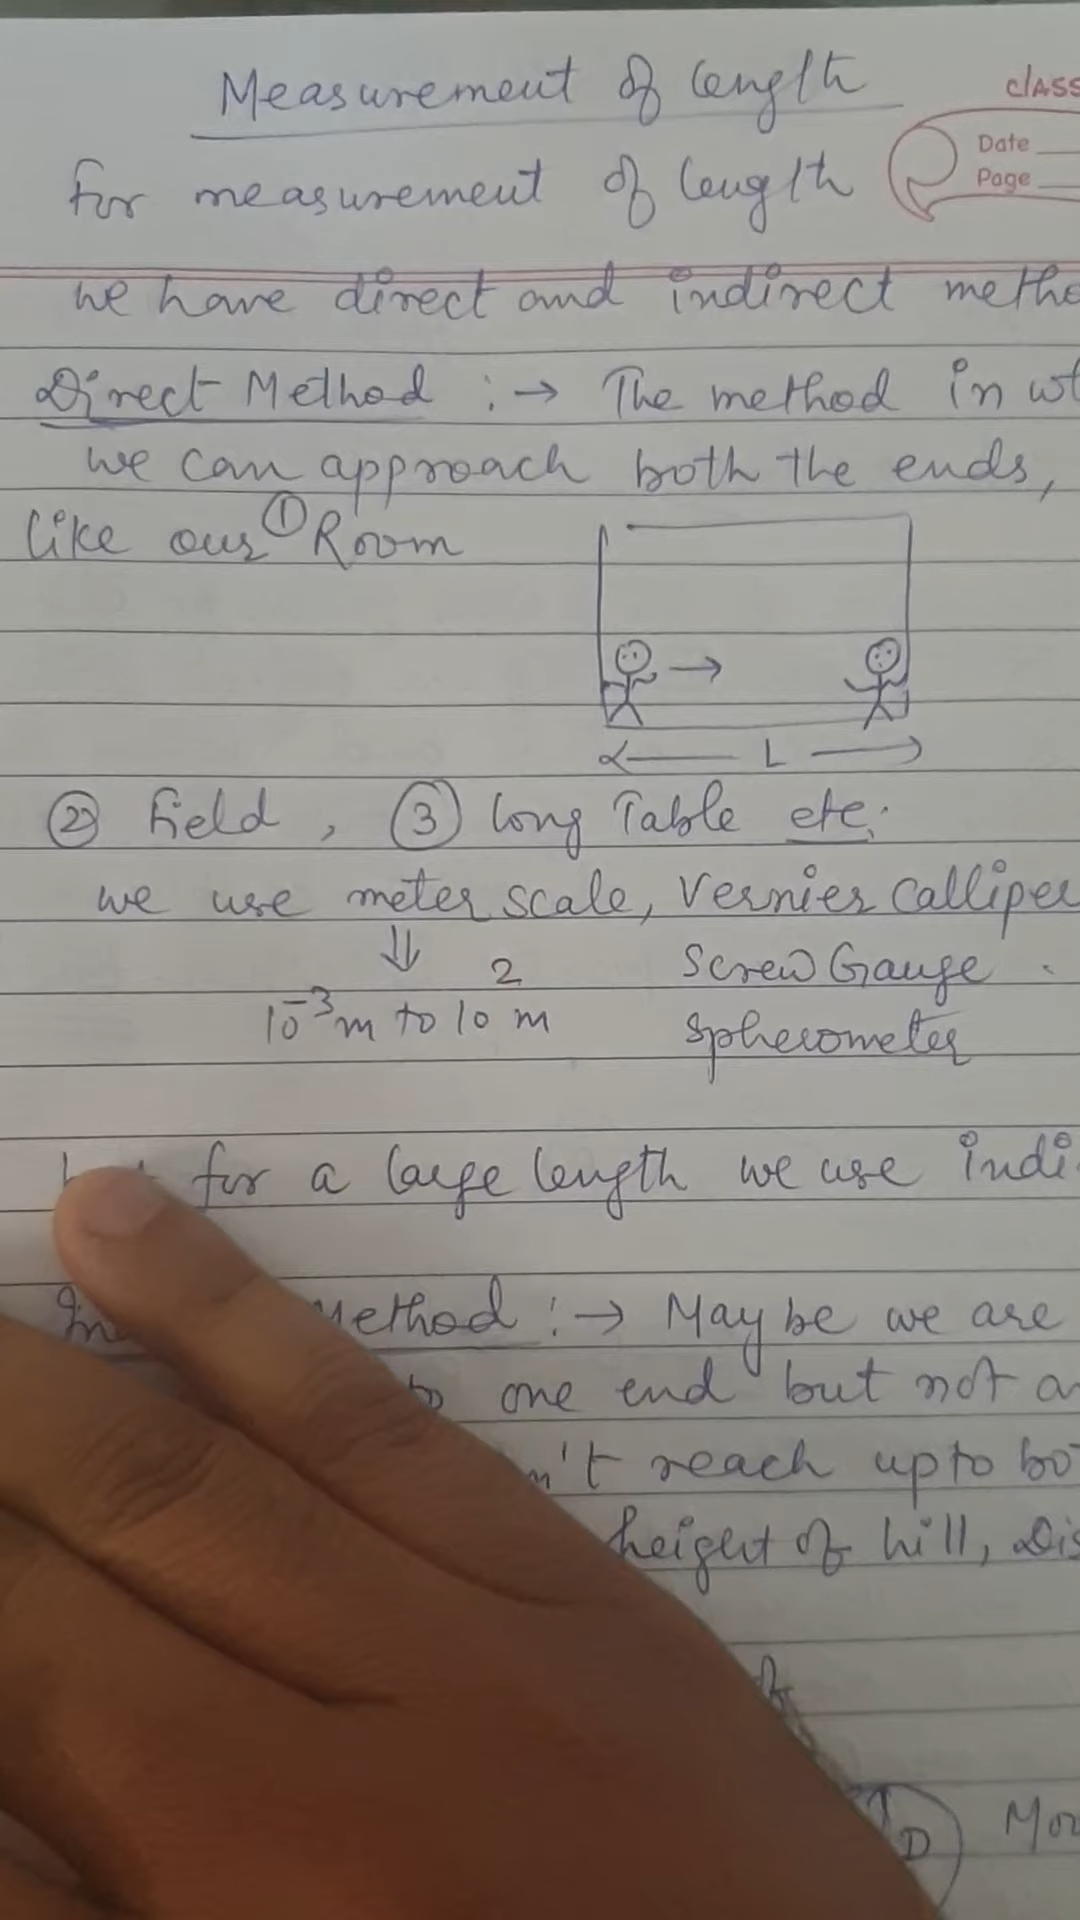 Measurement of length
class
Date
Page
For measurement of length
we have direct and indirect
Direct Method :→ The method in
we can approach both the ends,
like our ① Room
L
② Field , ③ long Table etc.
we use meter scale, Vernier Calliper
⇓ Screw Gauge
10⁻³m to 10² m Spherometer
for a large length we use
Method :→ May be we are
to one end but not
reach upto
height of hill,
D